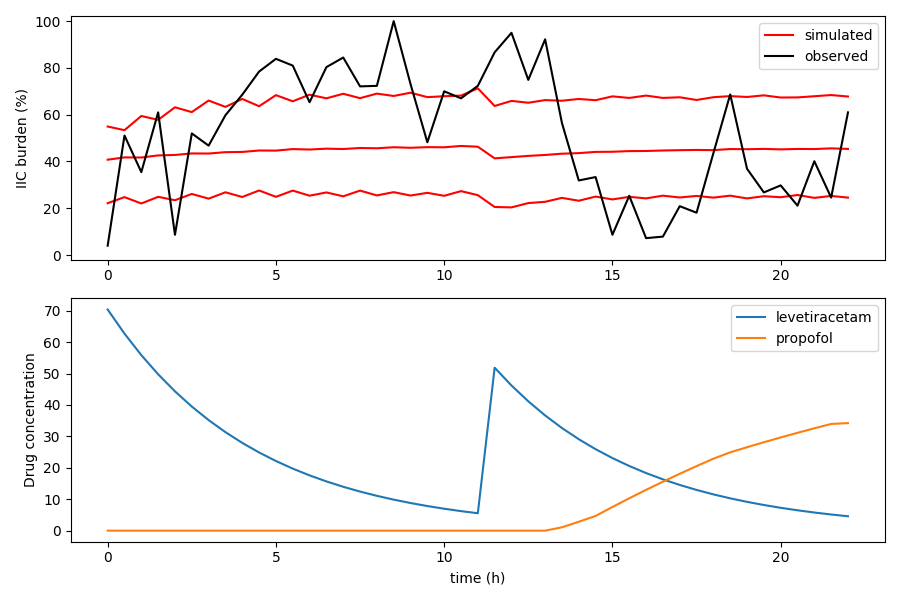 100
80
60
40
20
0
IIC burden (%)
simulated
observed
0 5 10 15 20
70
60
50
40
30
20
10
0
Drug concentration
levetiracetam
propofol
0 5 10 15 20
time (h)